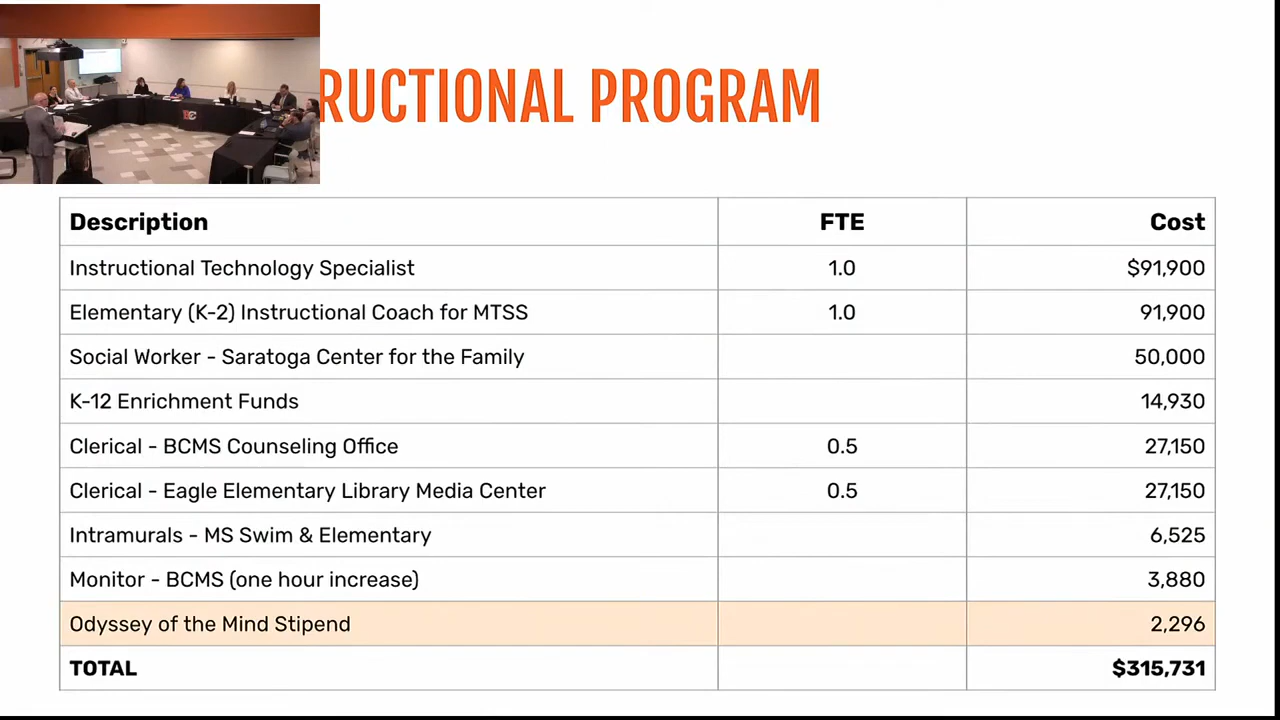 RUCTIONAL PROGRAM
Description FTE Cost
Instructional Technology Specialist 1.0 $91,900
Elementary (K-2) Instructional Coach for MTSS 1.0 91,900
Social Worker - Saratoga Center for the Family 50,000
K-12 Enrichment Funds 14,930
Clerical - BCMS Counseling Office 0.5 27,150
Clerical - Eagle Elementary Library Media Center 0.5 27,150
Intramurals - MS Swim & Elementary 6,525
Monitor - BCMS (one hour increase) 3,880
Odyssey of the Mind Stipend 2,296
TOTAL $315,731